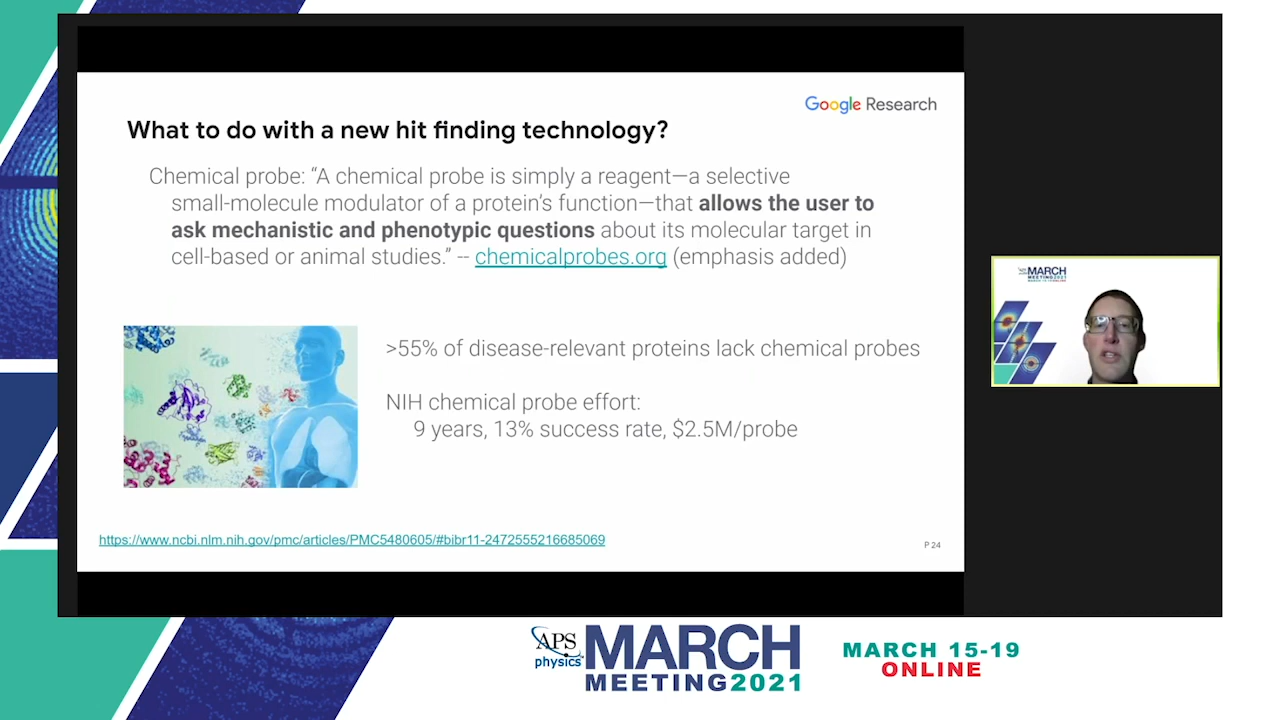 Google Research
What to do with a new hit finding technology?
Chemical probe: “A chemical probe is simply a reagent—a selective
small-molecule modulator of a protein’s function—that allows the user to
ask mechanistic and phenotypic questions about its molecular target in
cell-based or animal studies.” -- chemicalprobes.org (emphasis added)
>55% of disease-relevant proteins lack chemical probes
NIH chemical probe effort:
9 years, 13% success rate, $2.5M/probe
https://www.ncbi.nlm.nih.gov/pmc/articles/PMC5480605/#bibr11-2472555216685069
P 24
MARCH
MEETING2021
APS
physics
MARCH
MEETING2021
MARCH 15-19
ONLINE